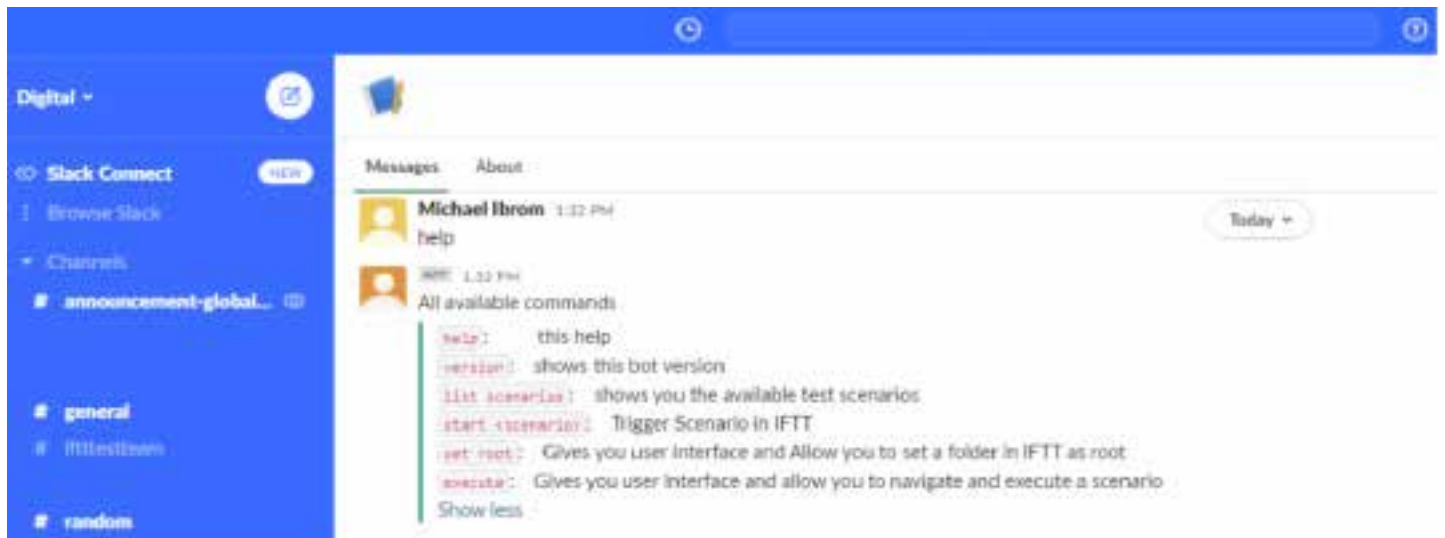 Digital
Slack Connect NEW
Browse Slack
Channels
# announcement-global...
# general
# random
Messages About
Michael Ibrom 1:32 PM
Today
help
APP 1:32 PM
All available commands
help: this help
version: shows this bot version
list scenarios: shows you the available test scenarios
start <scenario>: Trigger Scenario in IFTT
set root: Gives you user Interface and Allow you to set a folder in IFTT as root
execute: Gives you user Interface and allow you to navigate and execute a scenario
Show less